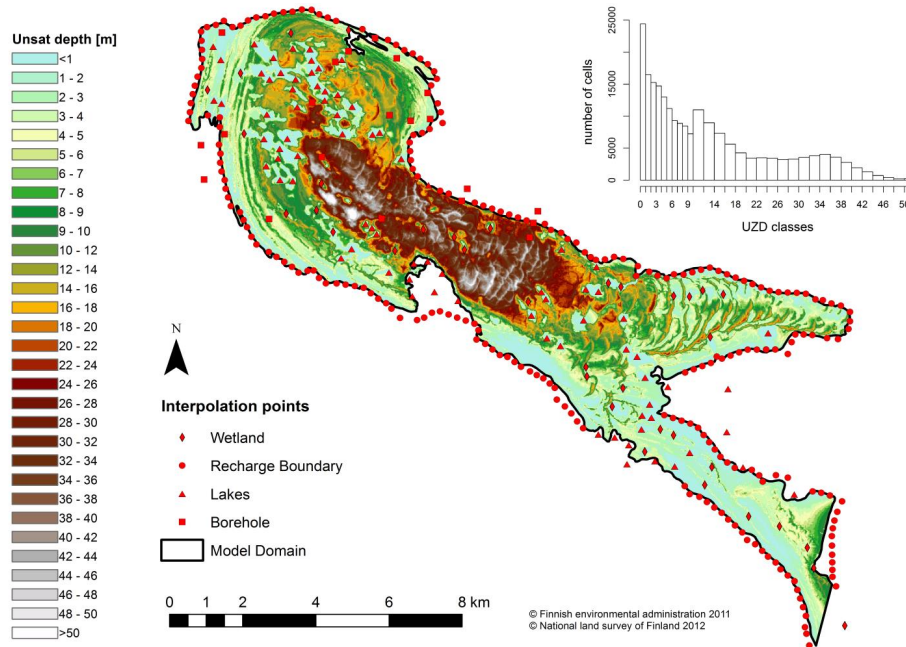 Unsat depth [m]
<1
1 - 2
2 - 3
3 - 4
4 - 5
5 - 6
6 - 7
7 - 8
8 - 9
9 - 10
10 - 12
12 - 14
14 - 16
16 - 18
18 - 20
20 - 22
22 - 24
24 - 26
26 - 28
28 - 30
30 - 32
32 - 34
34 - 36
36 - 38
38 - 40
40 - 42
42 - 44
44 - 46
46 - 48
48 - 50
>50
number of cells
0 5000 15000 25000
0 3 6 9 14 18 22 26 30 34 38 42 46 50
UZD classes
N
Interpolation points
Wetland
Recharge Boundary
Lakes
Borehole
Model Domain
0 1 2 4 6 8 km
© Finnish environmental administration 2011
© National land survey of Finland 2012